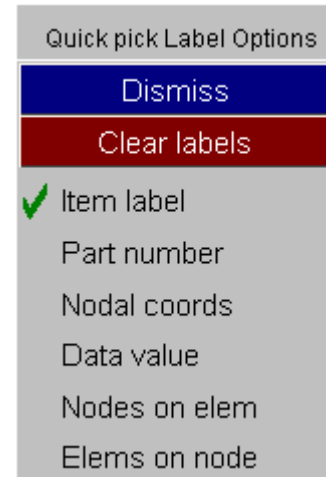 Quick pick Label Options
Dismiss
Clear labels
Item label
Part number
Nodal coords
Data value
Nodes on elem
Elems on node